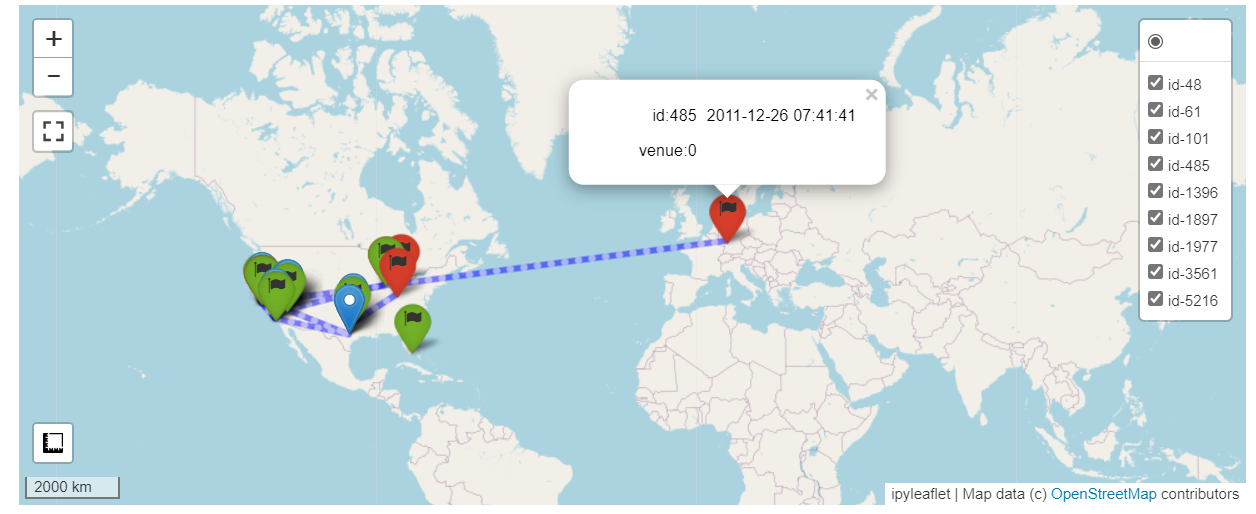 +
−
id:485 2011-12-26 07:41:41
venue:0
×
id-48
id-61
id-101
id-485
id-1396
id-1897
id-1977
id-3561
id-5216
2000 km
ipyleaflet | Map data (c) OpenStreetMap contributors